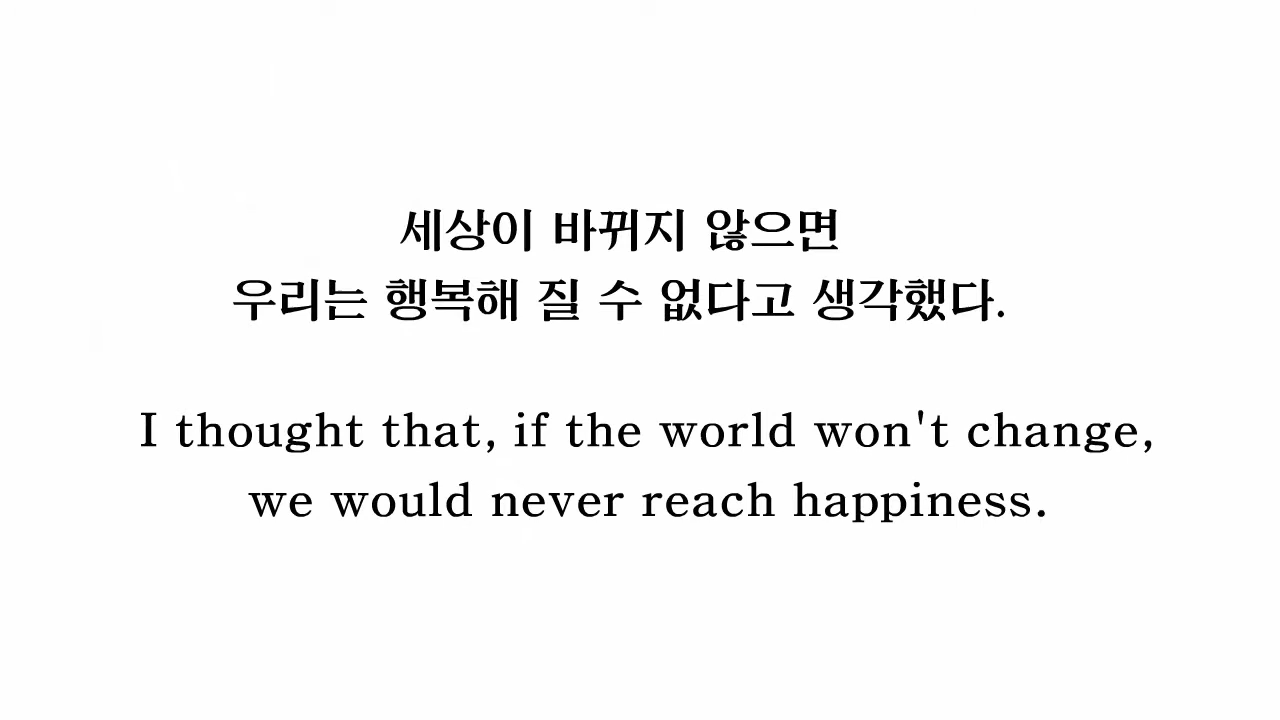 세상이 바뀌지 않으면
우리는 행복해 질 수 없다고 생각했다.
I thought that, if the world won't change,
we would never reach happiness.